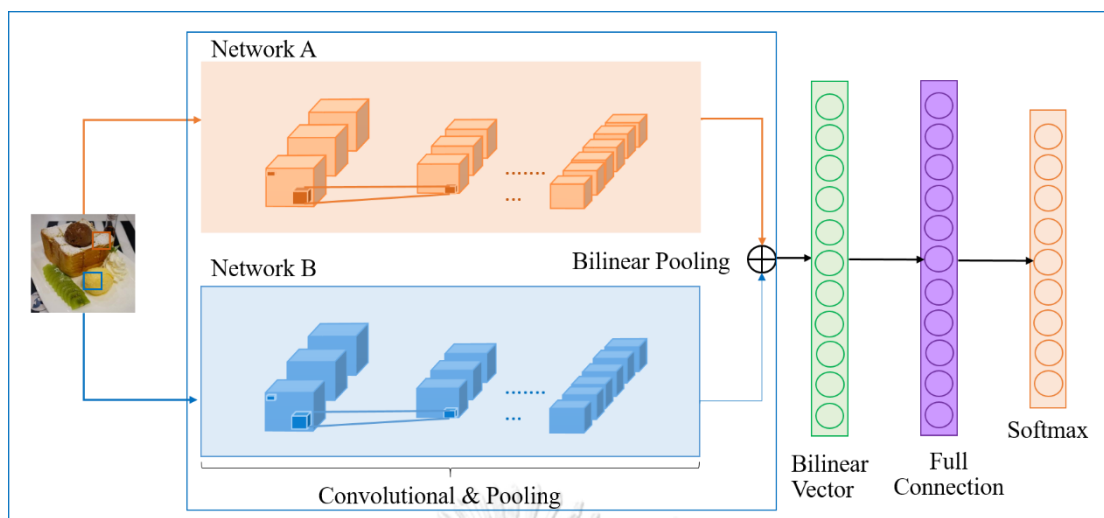 Network A
.......
...
Network B
Bilinear Pooling
.......
...
Convolutional & Pooling
Bilinear
Vector
Full
Connection
Softmax